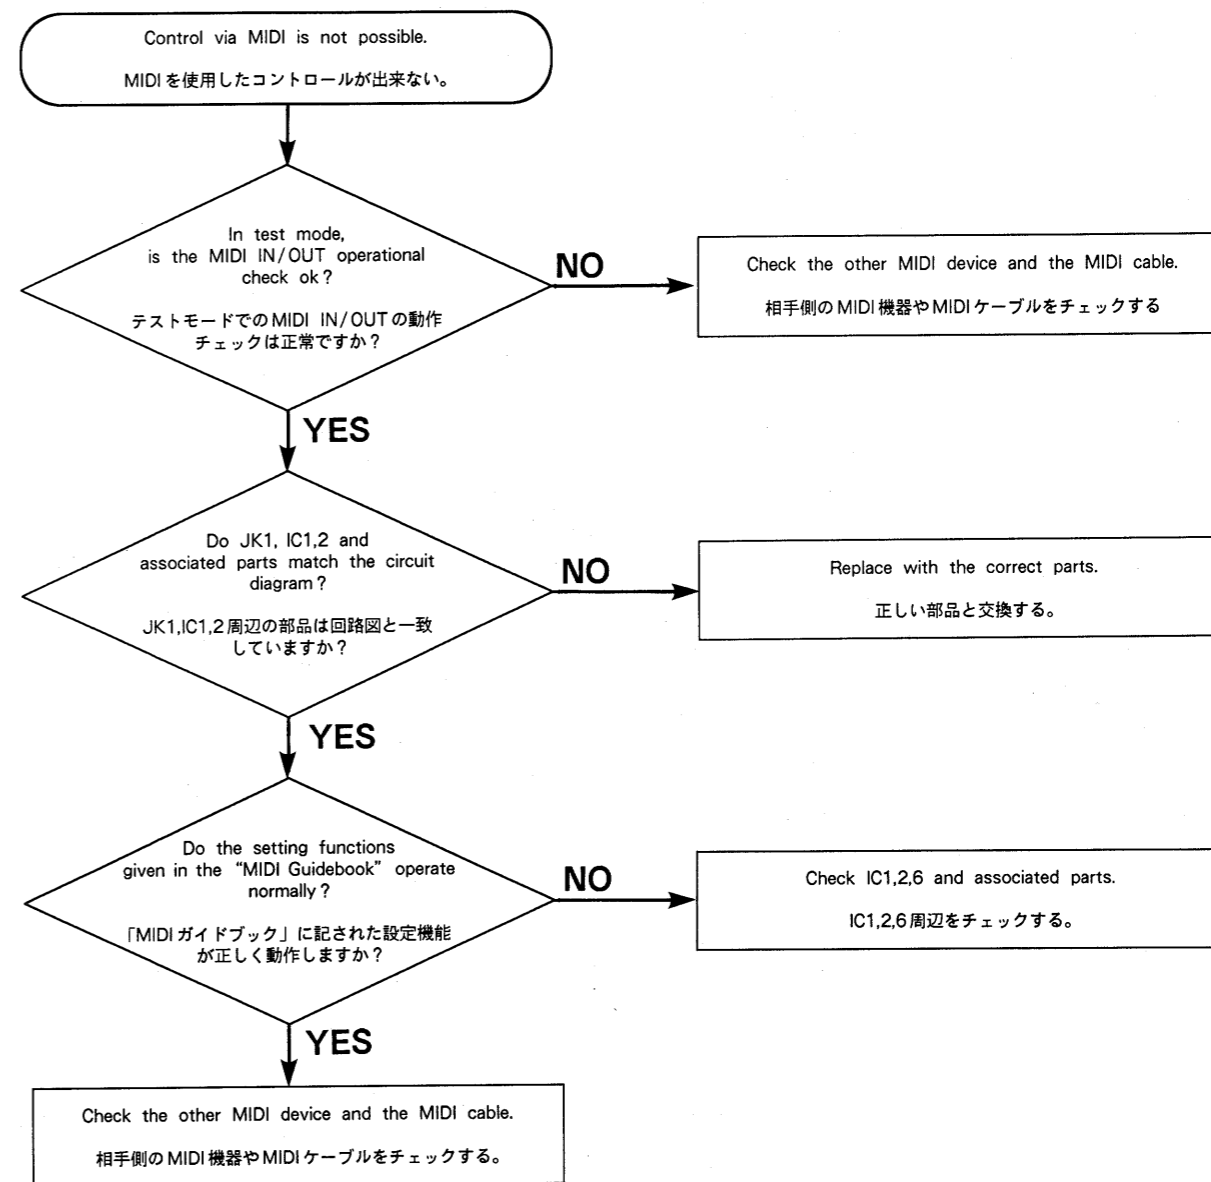 Control via MIDI is not possible.
MIDIを使用したコントロールが出来ない。
In test mode,
is the MIDI IN/OUT operational
check ok?
テストモードでのMIDI IN/OUTの動作
チェックは正常ですか?
NO
Check the other MIDI device and the MIDI cable.
相手側のMIDI機器やMIDIケーブルをチェックする
YES
Do JK1, IC1,2 and
associated parts match the circuit
diagram?
JK1,IC1,2周辺の部品は回路図と一致
していますか?
NO
Replace with the correct parts.
正しい部品と交換する。
YES
Do the setting functions
given in the “MIDI Guidebook” operate
normally?
「MIDIガイドブック」に記された設定機能
が正しく動作しますか?
NO
Check IC1,2,6 and associated parts.
IC1,2,6周辺をチェックする。
YES
Check the other MIDI device and the MIDI cable.
相手側のMIDI機器やMIDIケーブルをチェックする。